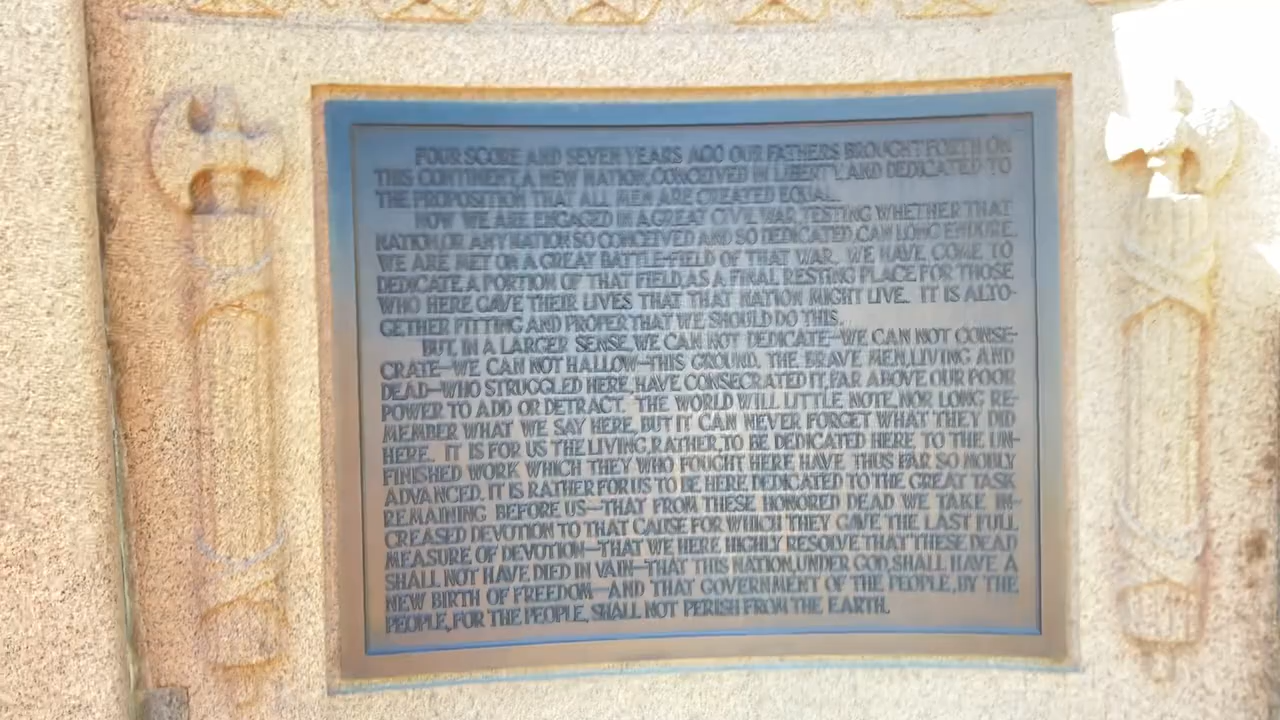 FOUR SCORE AND SEVEN YEARS AGO OUR FATHERS BROUGHT FORTH ON
THIS CONTINENT, A NEW NATION, CONCEIVED IN LIBERTY, AND DEDICATED TO
THE PROPOSITION THAT ALL MEN ARE CREATED EQUAL.
NOW WE ARE ENGAGED IN A GREAT CIVIL WAR, TESTING WHETHER THAT
NATION, OR ANY NATION SO CONCEIVED AND SO DEDICATED, CAN LONG ENDURE.
WE ARE MET ON A GREAT BATTLE-FIELD OF THAT WAR. WE HAVE COME TO
DEDICATE A PORTION OF THAT FIELD, AS A FINAL RESTING PLACE FOR THOSE
WHO HERE GAVE THEIR LIVES THAT THAT NATION MIGHT LIVE. IT IS ALTO-
GETHER FITTING AND PROPER THAT WE SHOULD DO THIS.
BUT, IN A LARGER SENSE, WE CAN NOT DEDICATE—WE CAN NOT CONSE-
CRATE—WE CAN NOT HALLOW—THIS GROUND. THE BRAVE MEN, LIVING AND
DEAD—WHO STRUGGLED HERE, HAVE CONSECRATED IT, FAR ABOVE OUR POOR
POWER TO ADD OR DETRACT. THE WORLD WILL LITTLE NOTE, NOR LONG RE-
MEMBER WHAT WE SAY HERE, BUT IT CAN NEVER FORGET WHAT THEY DID
HERE. IT IS FOR US THE LIVING, RATHER, TO BE DEDICATED HERE TO THE UN-
FINISHED WORK WHICH THEY WHO FOUGHT HERE HAVE THUS FAR SO NOBLY
ADVANCED. IT IS RATHER FOR US TO BE HERE DEDICATED TO THE GREAT TASK
REMAINING BEFORE US—THAT FROM THESE HONORED DEAD WE TAKE IN-
CREASED DEVOTION TO THAT CAUSE FOR WHICH THEY GAVE THE LAST FULL
MEASURE OF DEVOTION—THAT WE HERE HIGHLY RESOLVE THAT THESE DEAD
SHALL NOT HAVE DIED IN VAIN—THAT THIS NATION, UNDER GOD, SHALL HAVE A
NEW BIRTH OF FREEDOM—AND THAT GOVERNMENT OF THE PEOPLE, BY THE
PEOPLE, FOR THE PEOPLE, SHALL NOT PERISH FROM THE EARTH.